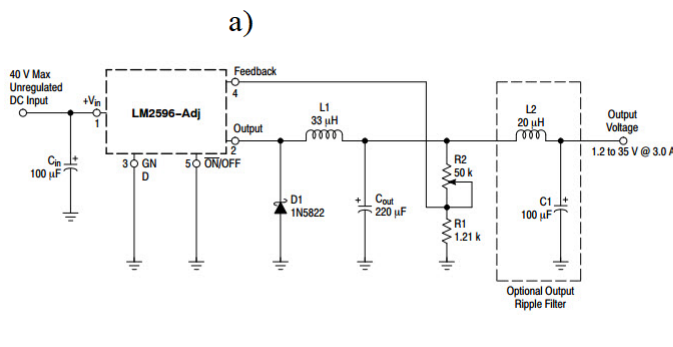 a)
40 V Max
Unregulated
DC Input
+Vin
1
LM2596-Adj
Feedback
4
Output
2
3 GN
D
5 ON/OFF
Cin
100 µF
+
L1
33 µH
D1
1N5822
+
Cout
220 µF
R2
50 k
R1
1.21 k
L2
20 µH
C1
100 µF
+
Output
Voltage
1.2 to 35 V @ 3.0 A
Optional Output
Ripple Filter